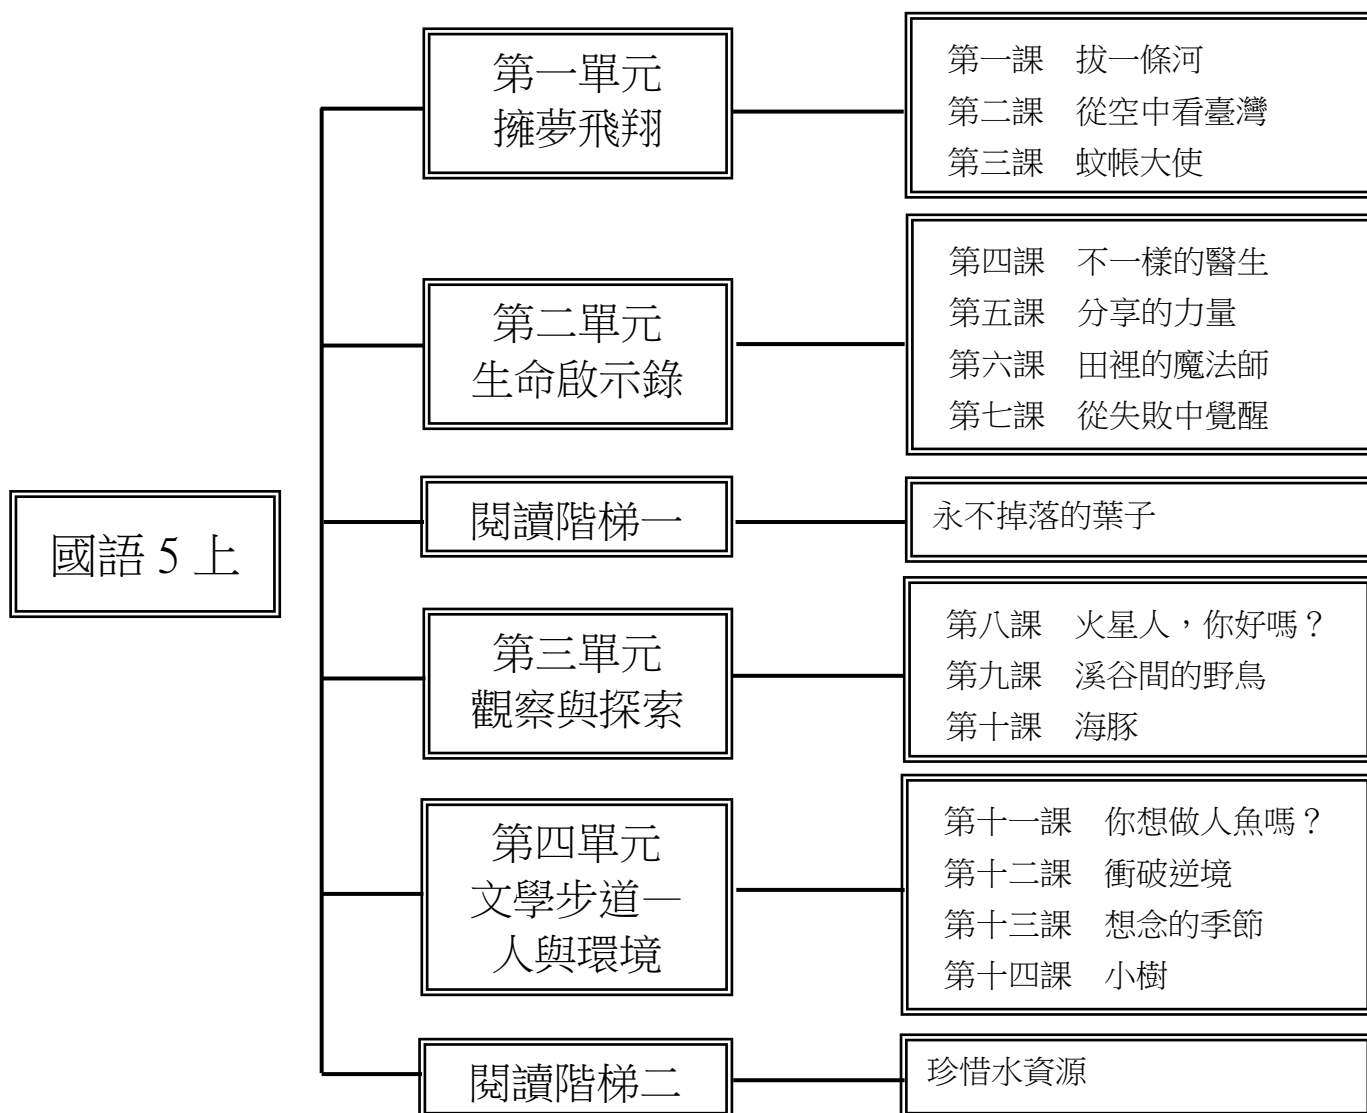 國語 5 上
第一單元
擁夢飛翔
第一課　拔一條河
第二課　從空中看臺灣
第三課　蚊帳大使
第二單元
生命啟示錄
第四課　不一樣的醫生
第五課　分享的力量
第六課　田裡的魔法師
第七課　從失敗中覺醒
閱讀階梯一
永不掉落的葉子
第三單元
觀察與探索
第八課　火星人，你好嗎？
第九課　溪谷間的野鳥
第十課　海豚
第四單元
文學步道—
人與環境
第十一課　你想做人魚嗎？
第十二課　衝破逆境
第十三課　想念的季節
第十四課　小樹
閱讀階梯二
珍惜水資源